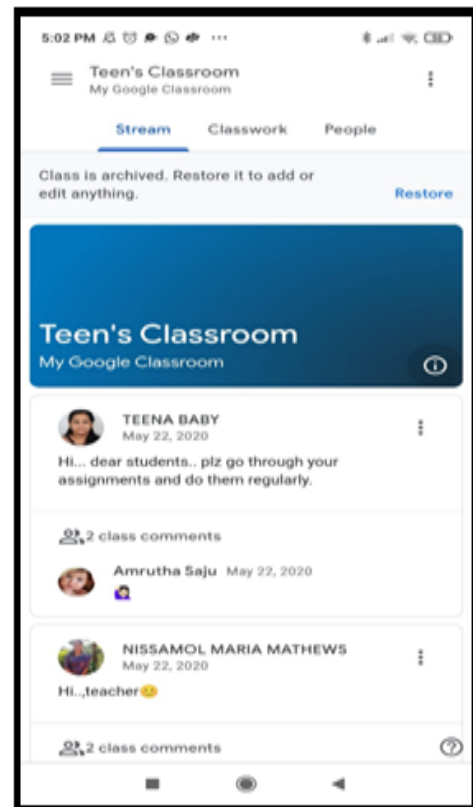 5:02 PM
Teen's Classroom
My Google Classroom
Stream Classwork People
Class is archived. Restore it to add or
edit anything.
Restore
Teen's Classroom
My Google Classroom
TEENA BABY
May 22, 2020
Hi... dear students.. plz go through your
assignments and do them regularly.
2 class comments
Amrutha Saju May 22, 2020
🙋🏻‍♀️
NISSAMOL MARIA MATHEWS
May 22, 2020
Hi..,teacher😊
2 class comments